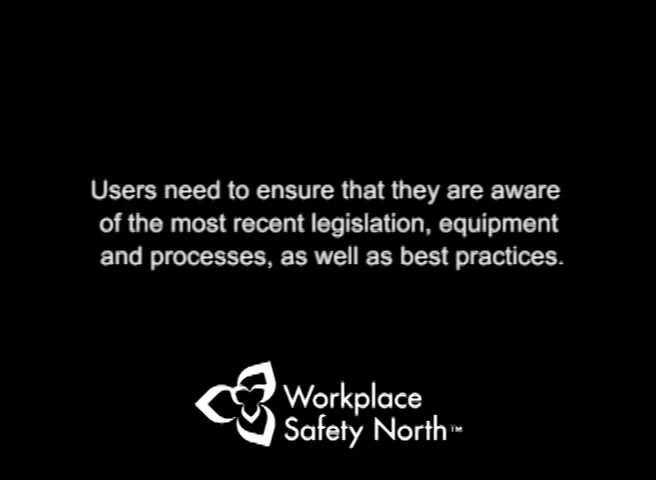 Users need to ensure that they are aware
of the most recent legislation, equipment
and processes, as well as best practices.
Workplace
Safety North™